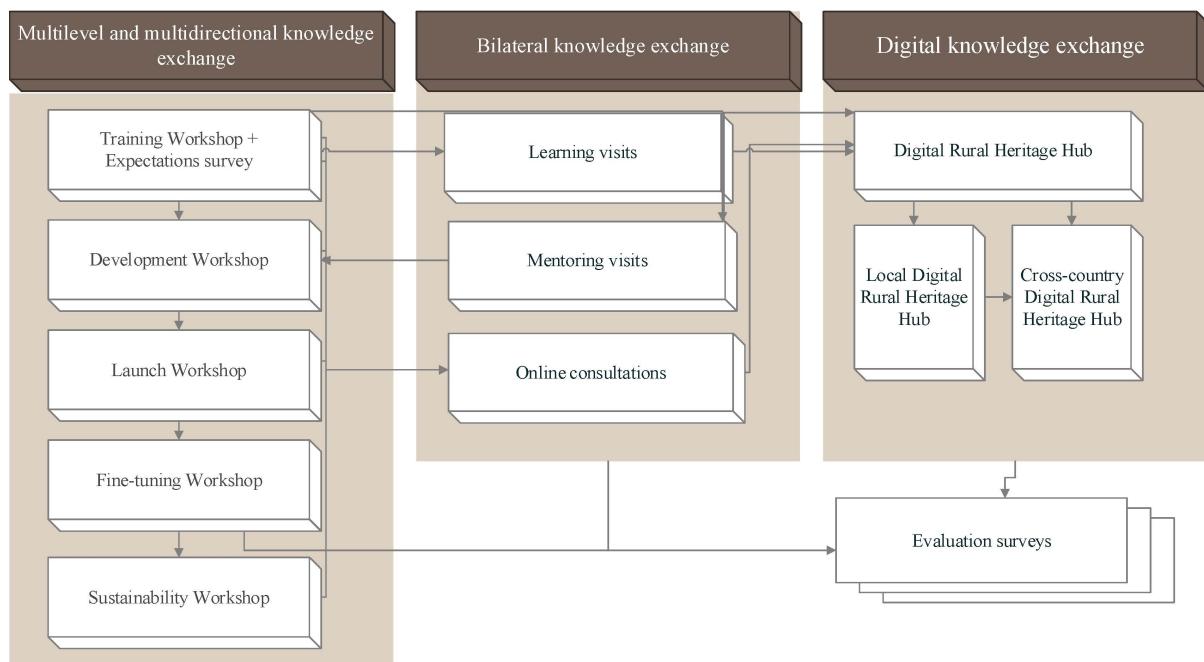 Multilevel and multidirectional knowledge
exchange
Training Workshop +
Expectations survey
Development Workshop
Launch Workshop
Fine-tuning Workshop
Sustainability Workshop
Bilateral knowledge exchange
Learning visits
Mentoring visits
Online consultations
Digital knowledge exchange
Digital Rural Heritage Hub
Local Digital
Rural Heritage
Hub
Cross-country
Digital Rural
Heritage Hub
Evaluation surveys